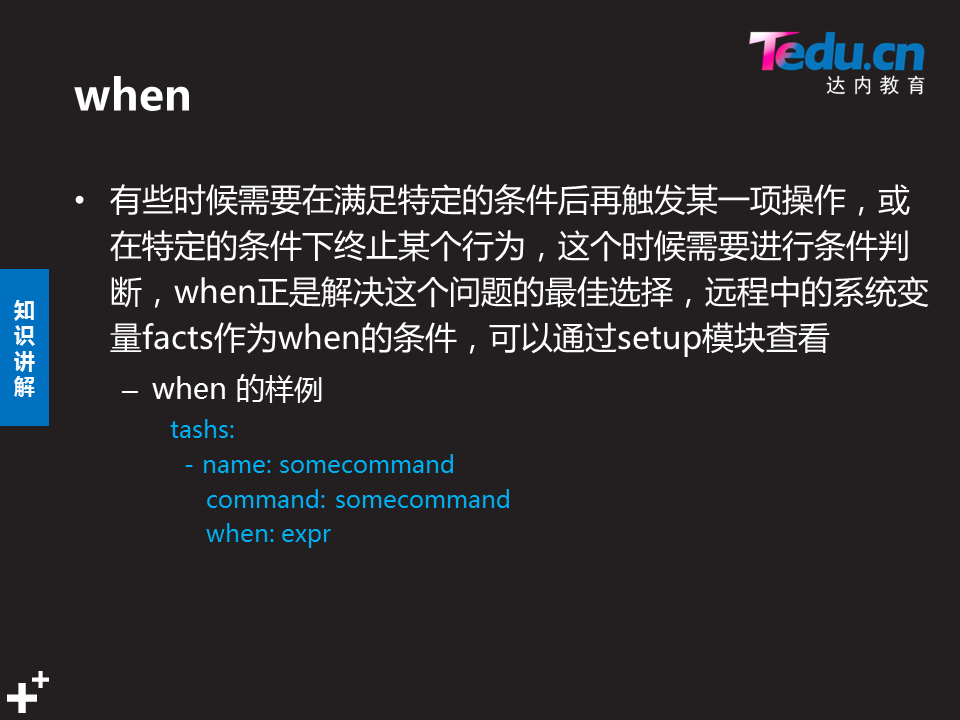 Tedu.cn
达内教育
when
• 有些时候需要在满足特定的条件后再触发某一项操作，或
在特定的条件下终止某个行为，这个时候需要进行条件判
断，when正是解决这个问题的最佳选择，远程中的系统变
量facts作为when的条件，可以通过setup模块查看
– when 的样例
tashs:
- name: somecommand
command: somecommand
when: expr
知
识
讲
解